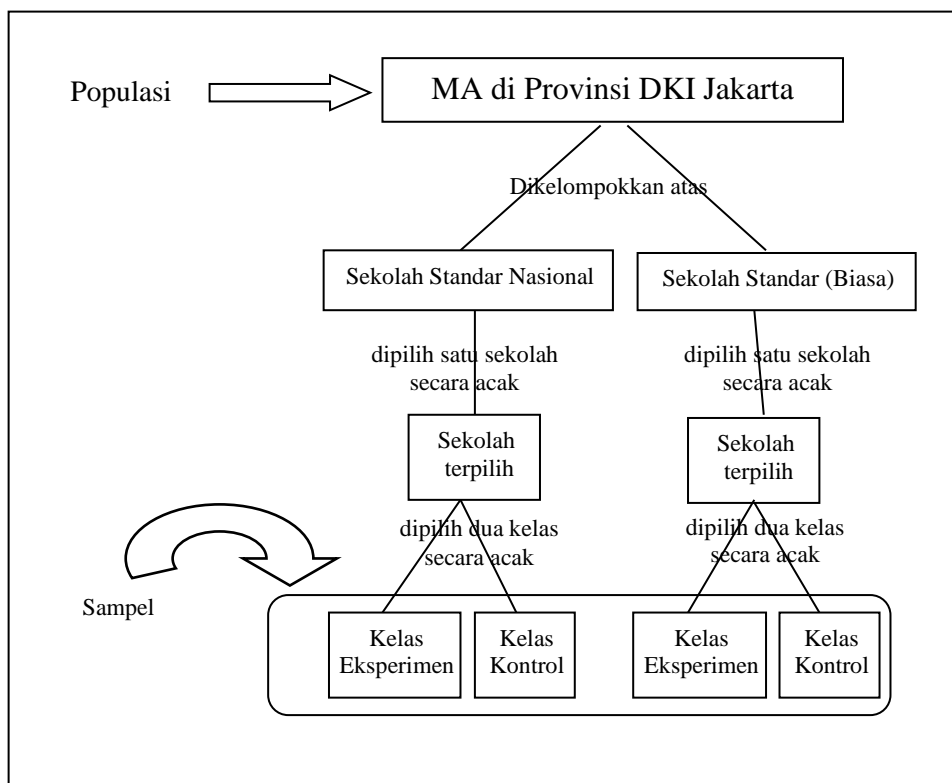 Populasi
MA di Provinsi DKI Jakarta
Dikelompokkan atas
Sekolah Standar Nasional
Sekolah Standar (Biasa)
dipilih satu sekolah
secara acak
dipilih satu sekolah
secara acak
Sekolah
terpilih
Sekolah
terpilih
dipilih dua kelas
secara acak
dipilih dua kelas
secara acak
Sampel
Kelas
Eksperimen
Kelas
Kontrol
Kelas
Eksperimen
Kelas
Kontrol